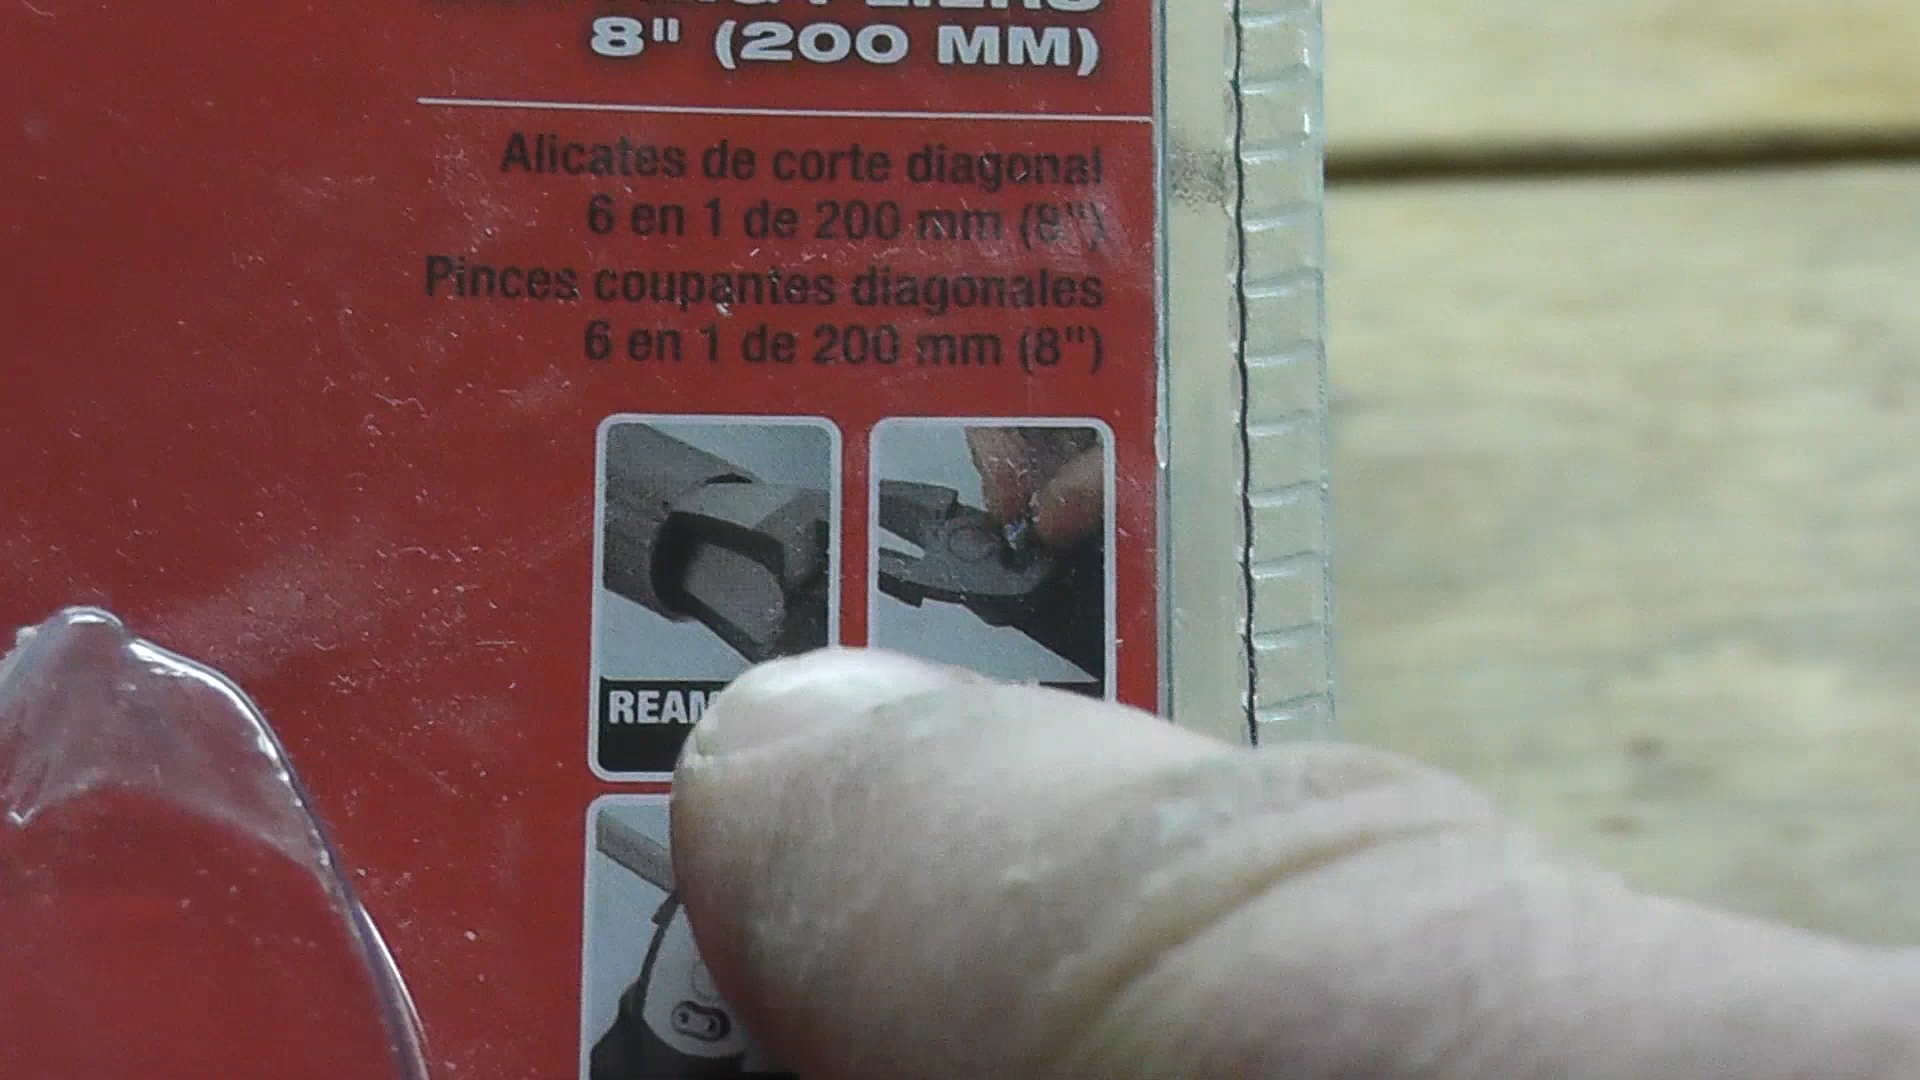 8" (200 MM)
Alicates de corte diagonal
6 en 1 de 200 mm (8")
Pinces coupantes diagonales
6 en 1 de 200 mm (8")